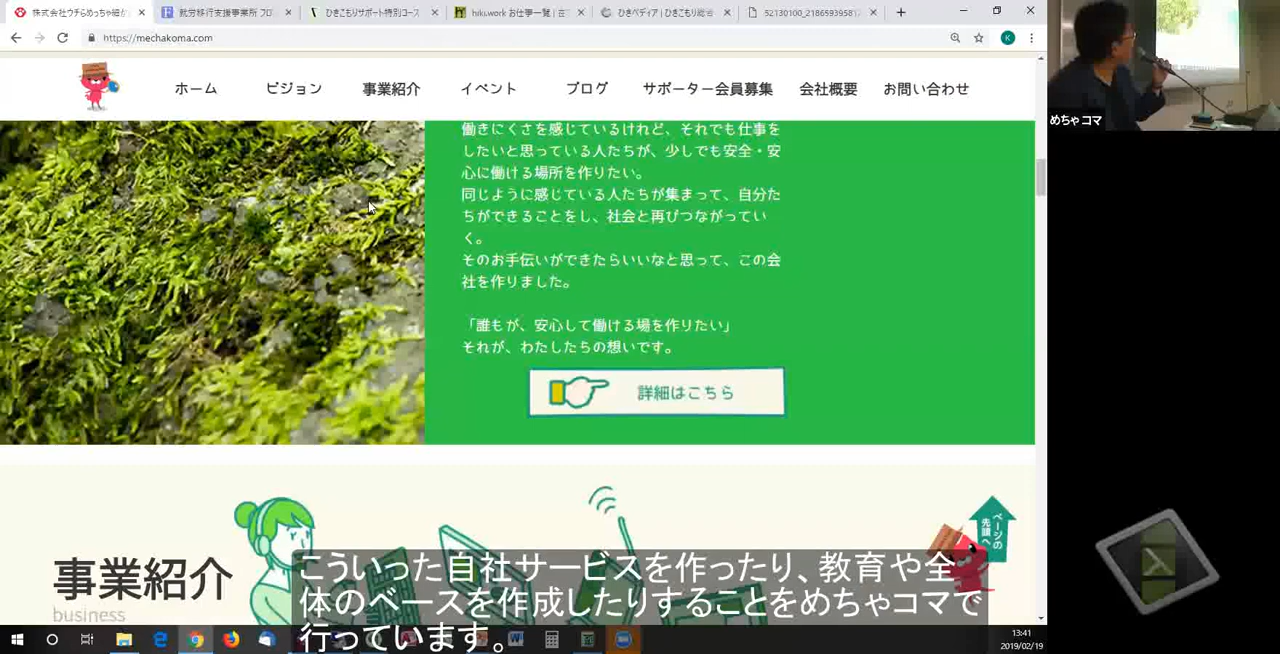 株式会社ウチらめっちゃ細か
就労移行支援事業所 フロ
ひきこもりサポート特別コース
hiki.work お仕事一覧 | 在
ひきペディア | ひきこもり総合
52130100_2186593958
https://mechakoma.com
K
ホーム ビジョン 事業紹介 イベント ブログ サポーター会員募集 会社概要 お問い合わせ
めちゃコマ
働きにくさを感じているけれど、それでも仕事を
したいと思っている人たちが、少しでも安全・安
心に働ける場所を作りたい。
同じように感じている人たちが集まって、自分た
ちができることをし、社会と再びつながってい
く。
そのお手伝いができたらいいなと思って、この会
社を作りました。
「誰もが、安心して働ける場を作りたい」
それが、わたしたちの想いです。
詳細はこちら
ページの
先頭へ
事業紹介
business
こういった自社サービスを作ったり、教育や全
体のベースを作成したりすることをめちゃコマで
行っています。
13:41
2019/02/19